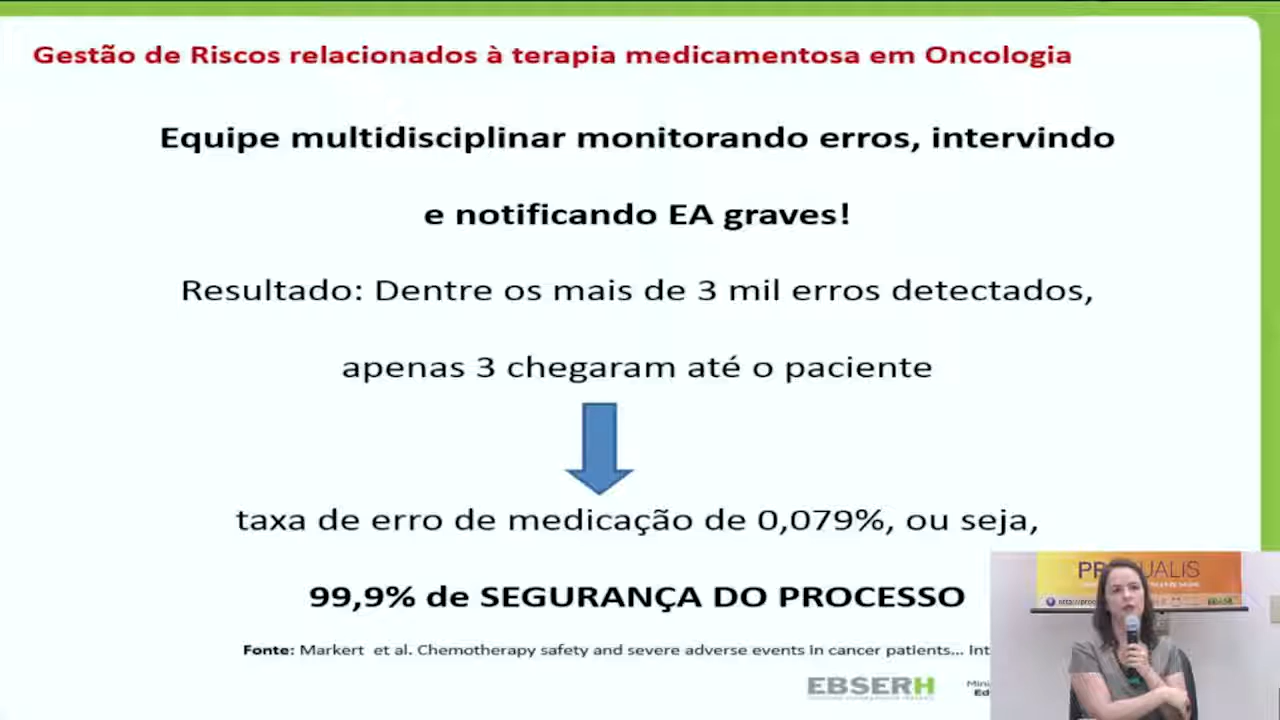 Gestão de Riscos relacionados à terapia medicamentosa em Oncologia
Equipe multidisciplinar monitorando erros, intervindo
e notificando EA graves!
Resultado: Dentre os mais de 3 mil erros detectados,
apenas 3 chegaram até o paciente
taxa de erro de medicação de 0,079%, ou seja,
99,9% de SEGURANÇA DO PROCESSO
Fonte: Markert et al. Chemotherapy safety and severe adverse events in cancer patients... Int
EBSERH